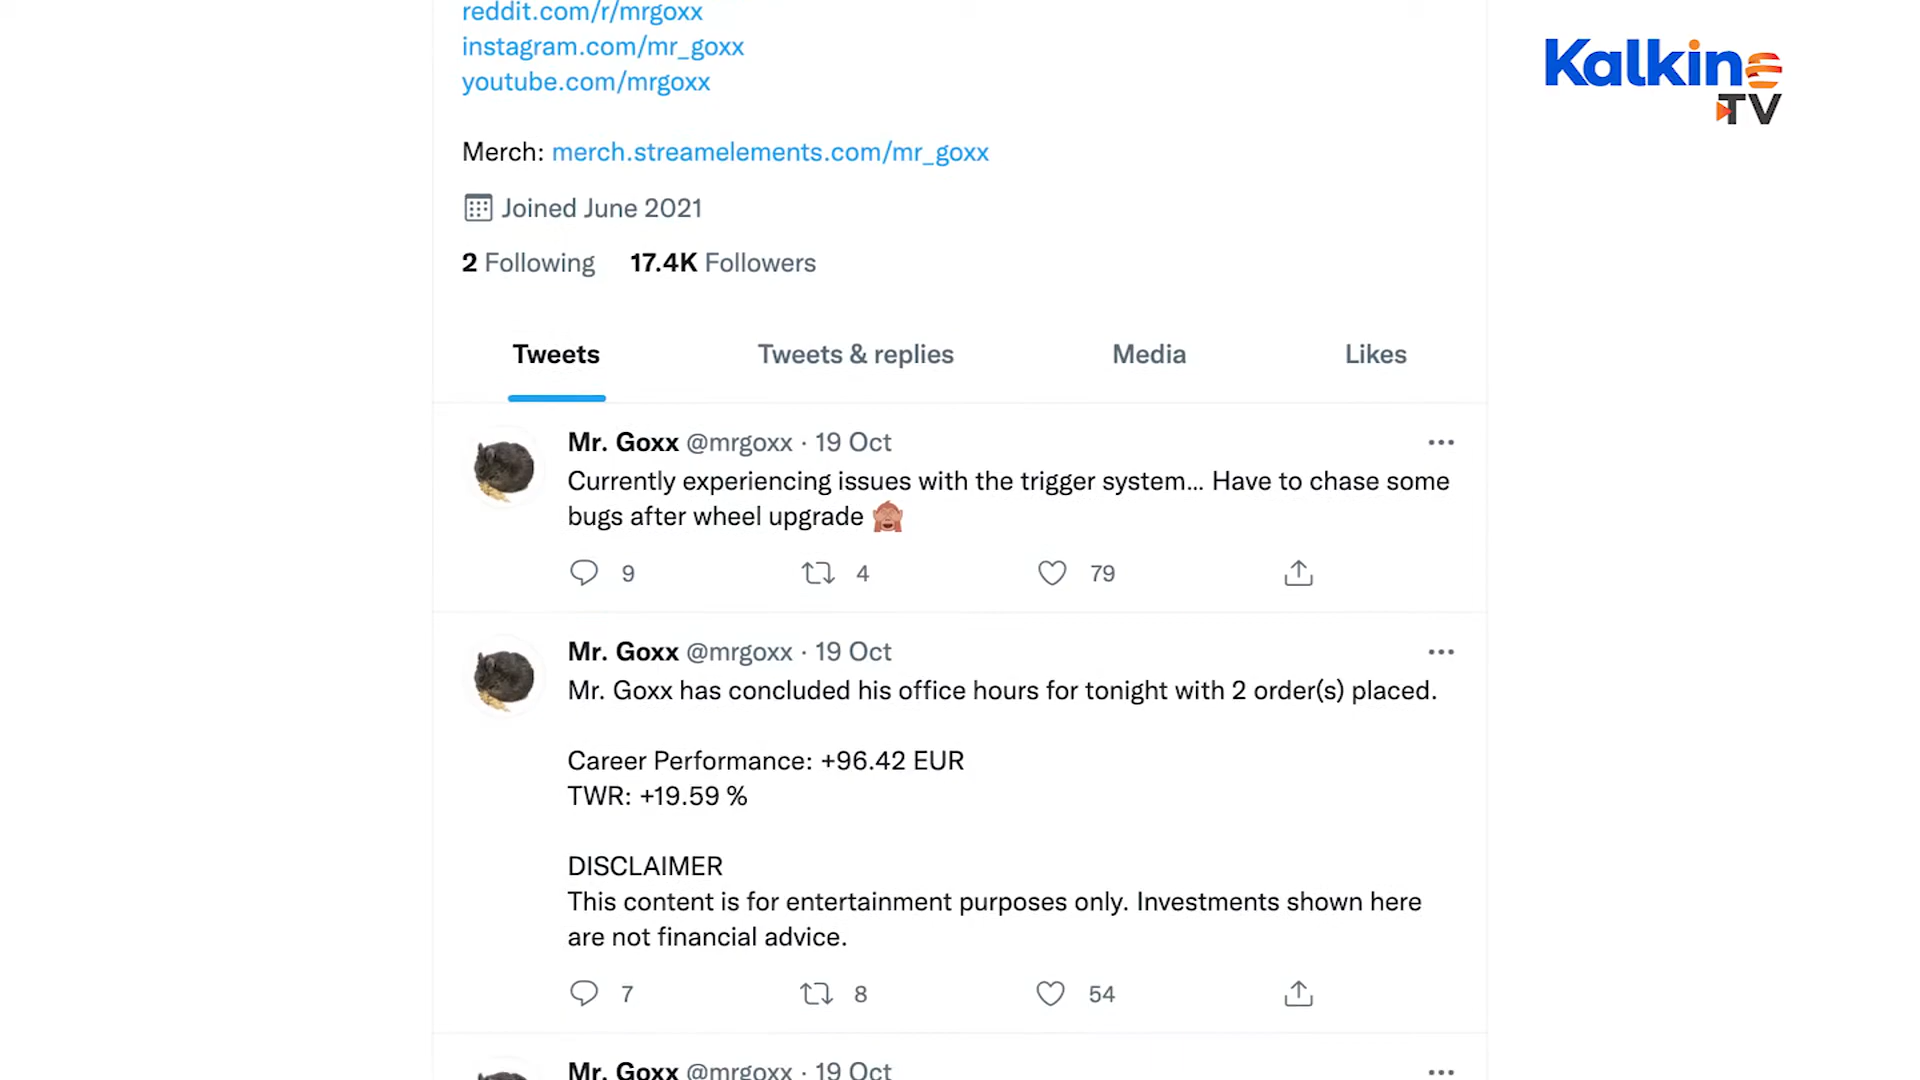 reddit.com/r/mrgoxx
instagram.com/mr_goxx
youtube.com/mrgoxx
Kalkine
TV
Merch: merch.streamelements.com/mr_goxx
Joined June 2021
2 Following 17.4K Followers
Tweets Tweets & replies Media Likes
Mr. Goxx @mrgoxx · 19 Oct
Currently experiencing issues with the trigger system... Have to chase some
bugs after wheel upgrade 🙈
9 4 79
Mr. Goxx @mrgoxx · 19 Oct
Mr. Goxx has concluded his office hours for tonight with 2 order(s) placed.
Career Performance: +96.42 EUR
TWR: +19.59 %
DISCLAIMER
This content is for entertainment purposes only. Investments shown here
are not financial advice.
7 8 54
Mr. Goxx @mrgoxx · 19 Oct